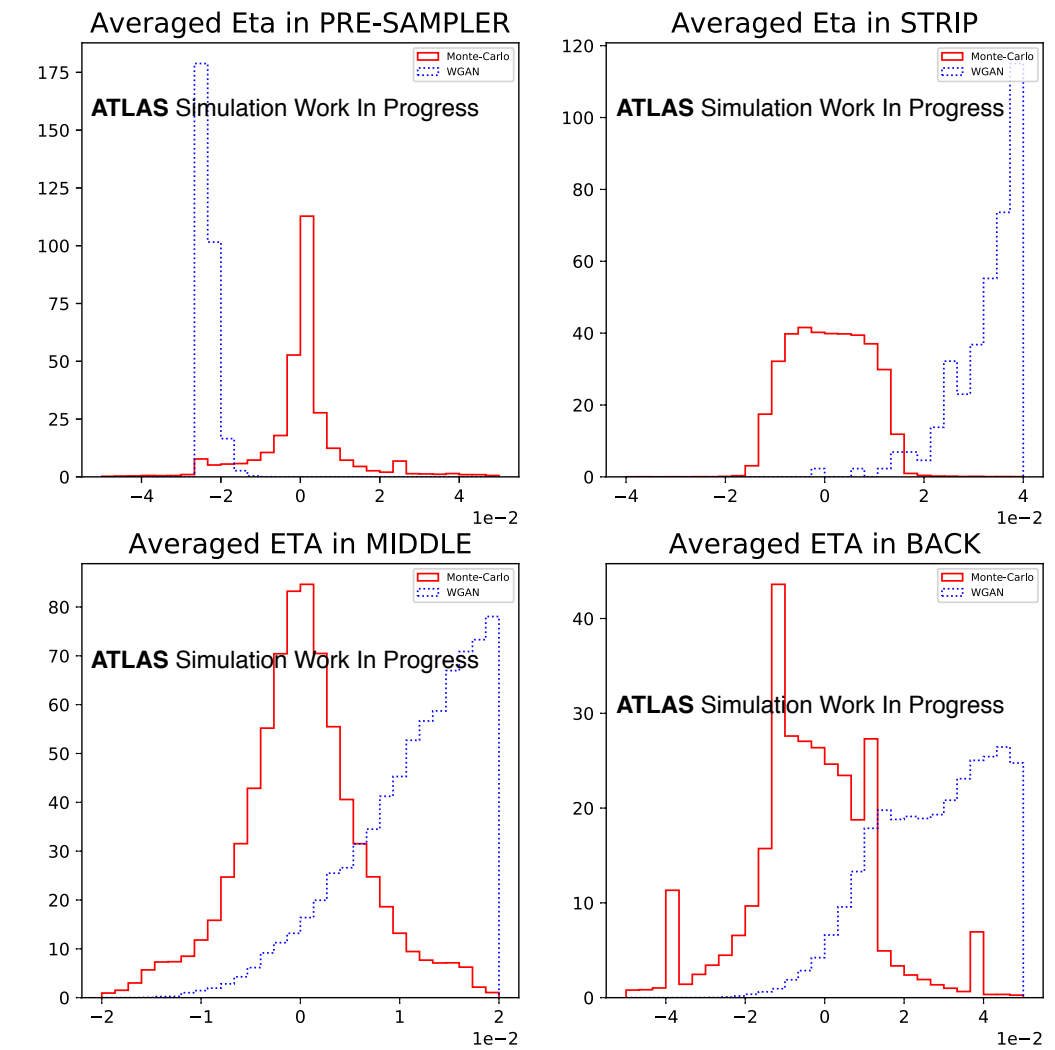 Averaged Eta in PRE-SAMPLER
Monte-Carlo
WGAN
ATLAS Simulation Work In Progress
175
150
125
100
75
50
25
0
−4 −2 0 2 4
1e−2
Averaged Eta in STRIP
Monte-Carlo
WGAN
ATLAS Simulation Work In Progress
120
100
80
60
40
20
0
−4 −2 0 2 4
1e−2
Averaged ETA in MIDDLE
Monte-Carlo
WGAN
ATLAS Simulation Work In Progress
80
70
60
50
40
30
20
10
0
−2 −1 0 1 2
1e−2
Averaged ETA in BACK
Monte-Carlo
WGAN
ATLAS Simulation Work In Progress
40
30
20
10
0
−4 −2 0 2 4
1e−2